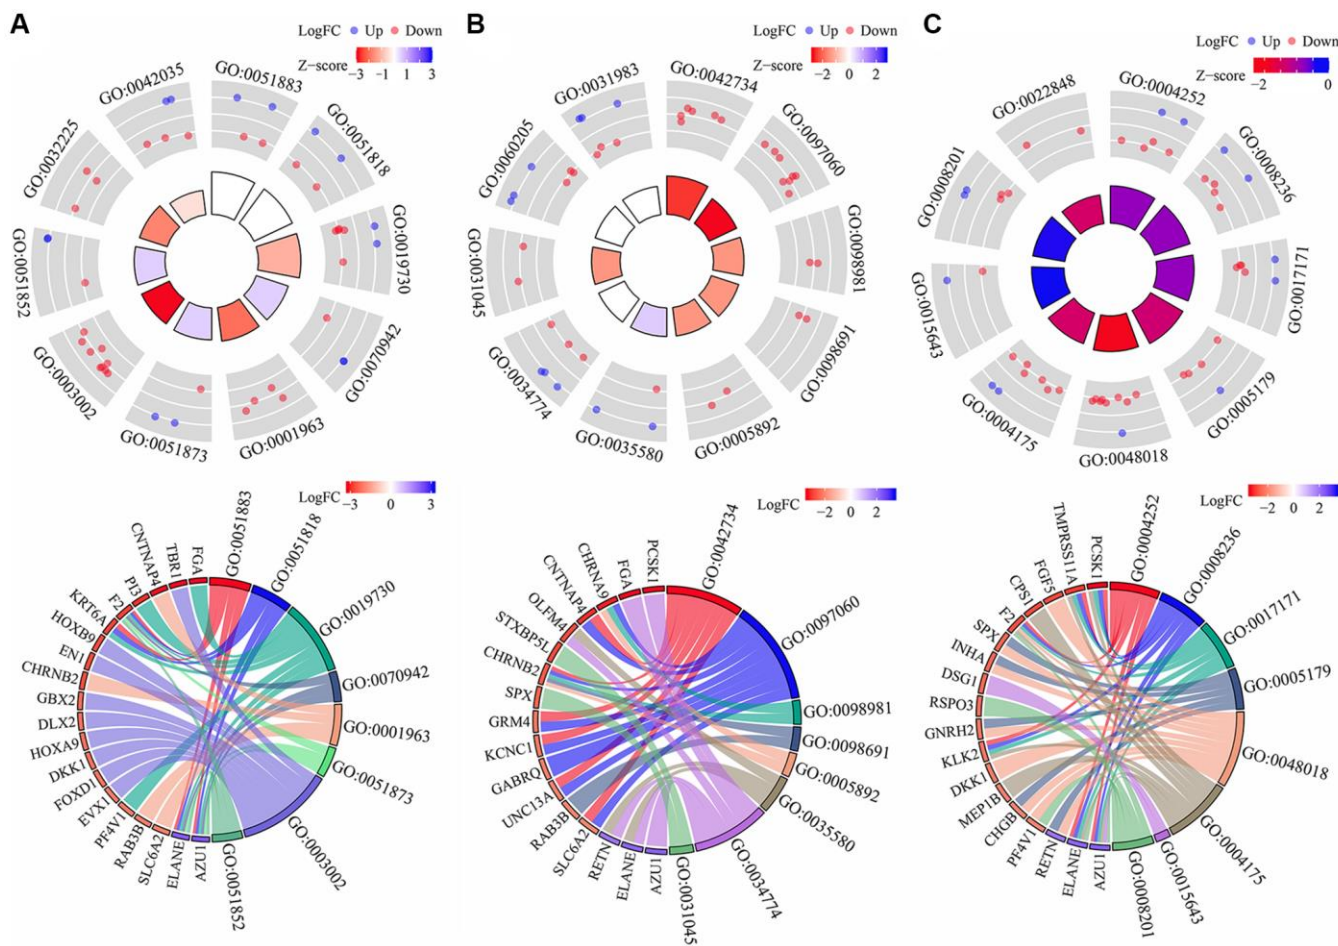 A
LogFC Up Down
Z-score
-3 -1 1 3
GO:0051883
GO:0051818
GO:0019730
GO:0070942
GO:0001963
GO:0051873
GO:0003002
GO:0051852
GO:0032225
GO:0042035
B
LogFC Up Down
Z-score
-2 0 2
GO:0042734
GO:0097060
GO:0098981
GO:0098691
GO:0005892
GO:0035580
GO:0034774
GO:0031045
GO:0060205
GO:0031983
C
LogFC Up Down
Z-score
-2 0
GO:0004252
GO:0008236
GO:0017171
GO:0005179
GO:0048018
GO:0004175
GO:0015643
GO:0008201
GO:0022848
LogFC
-3 0 3
GO:0051883
GO:0051818
GO:0019730
GO:0070942
GO:0001963
GO:0051873
GO:0003002
GO:0051852
AZU1
ELANE
SLC6A2
RAB3B
PF4V1
EVX1
FOXD1
DKK1
HOXA9
DLX2
GBX2
CHRNB2
EN1
HOXB9
KRT6A
F2
PI3
CNTNAP4
TBR1
FGA
LogFC
-2 0 2
GO:0042734
GO:0097060
GO:0098981
GO:0098691
GO:0005892
GO:0035580
GO:0034774
GO:0031045
AZU1
ELANE
RETN
SLC6A2
RAB3B
UNC13A
GABRQ
KCNC1
GRM4
SPX
CHRNB2
STXBP5L
OLFM4
CNTNAP4
CHRNA9
FGA
PCSK1
LogFC
-2 0 2
GO:0004252
GO:0008236
GO:0017171
GO:0005179
GO:0048018
GO:0004175
GO:0015643
GO:0008201
AZU1
ELANE
RETN
PF4V1
CHGB
MEP1B
DKK1
KLK2
GNRH2
RSPO3
DSG1
INHA
SPX
F2
CPS1
FGF5
TMPRSS11A
PCSK1